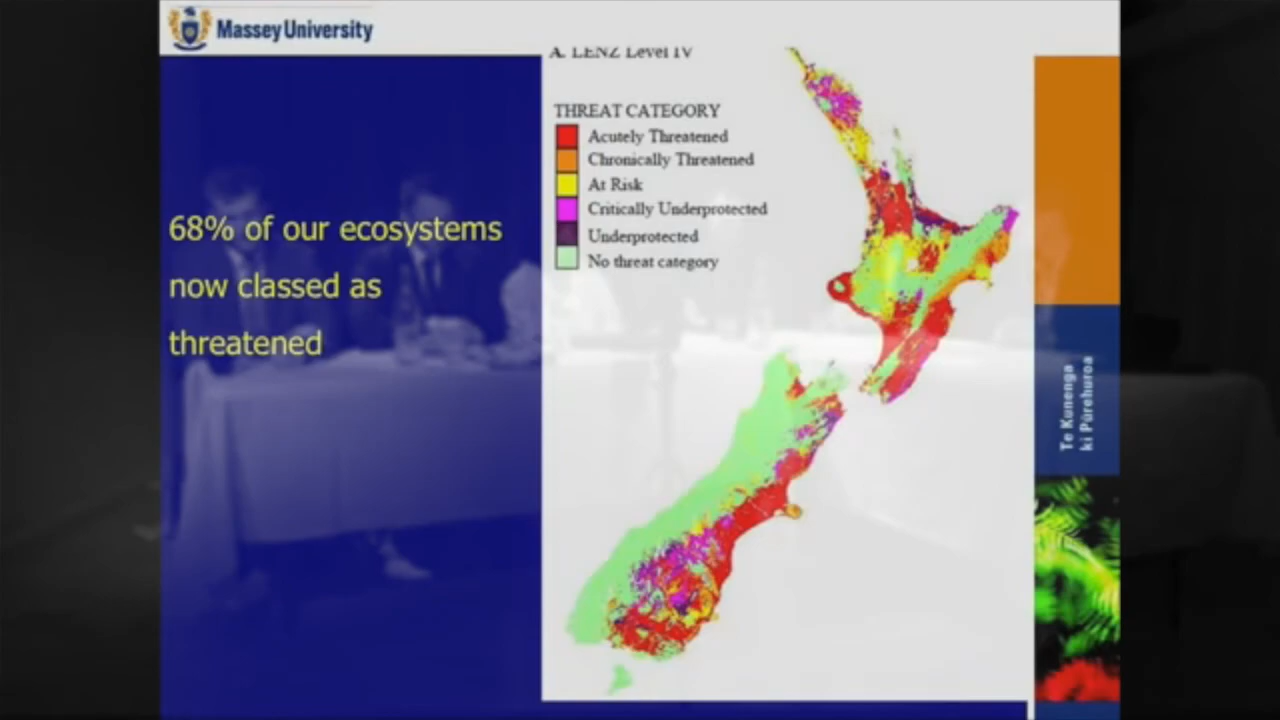 Massey University
A. LENZ Level IV
THREAT CATEGORY
Acutely Threatened
Chronically Threatened
At Risk
Critically Underprotected
Underprotected
No threat category
68% of our ecosystems
now classed as
threatened
Te Kunenga
ki Pūrehuroa